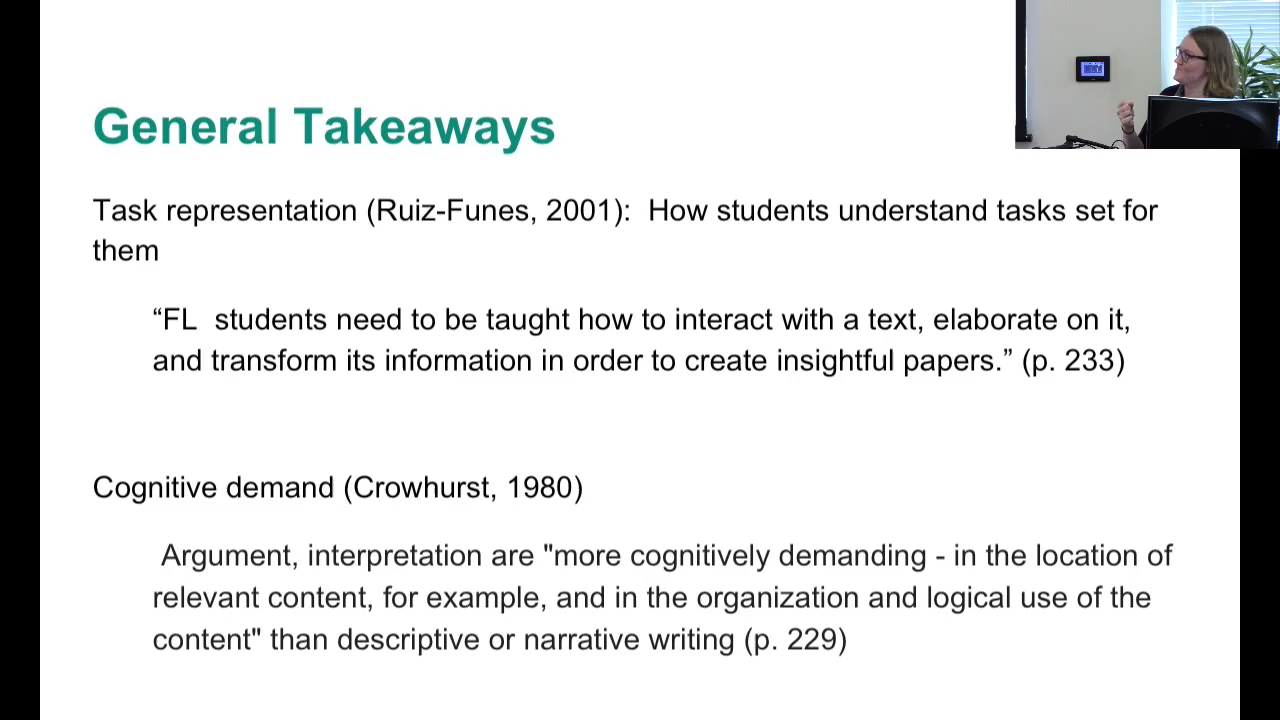 General Takeaways
Task representation (Ruiz-Funes, 2001):  How students understand tasks set for
them
“FL  students need to be taught how to interact with a text, elaborate on it,
and transform its information in order to create insightful papers.” (p. 233)
Cognitive demand (Crowhurst, 1980)
Argument, interpretation are "more cognitively demanding - in the location of
relevant content, for example, and in the organization and logical use of the
content" than descriptive or narrative writing (p. 229)